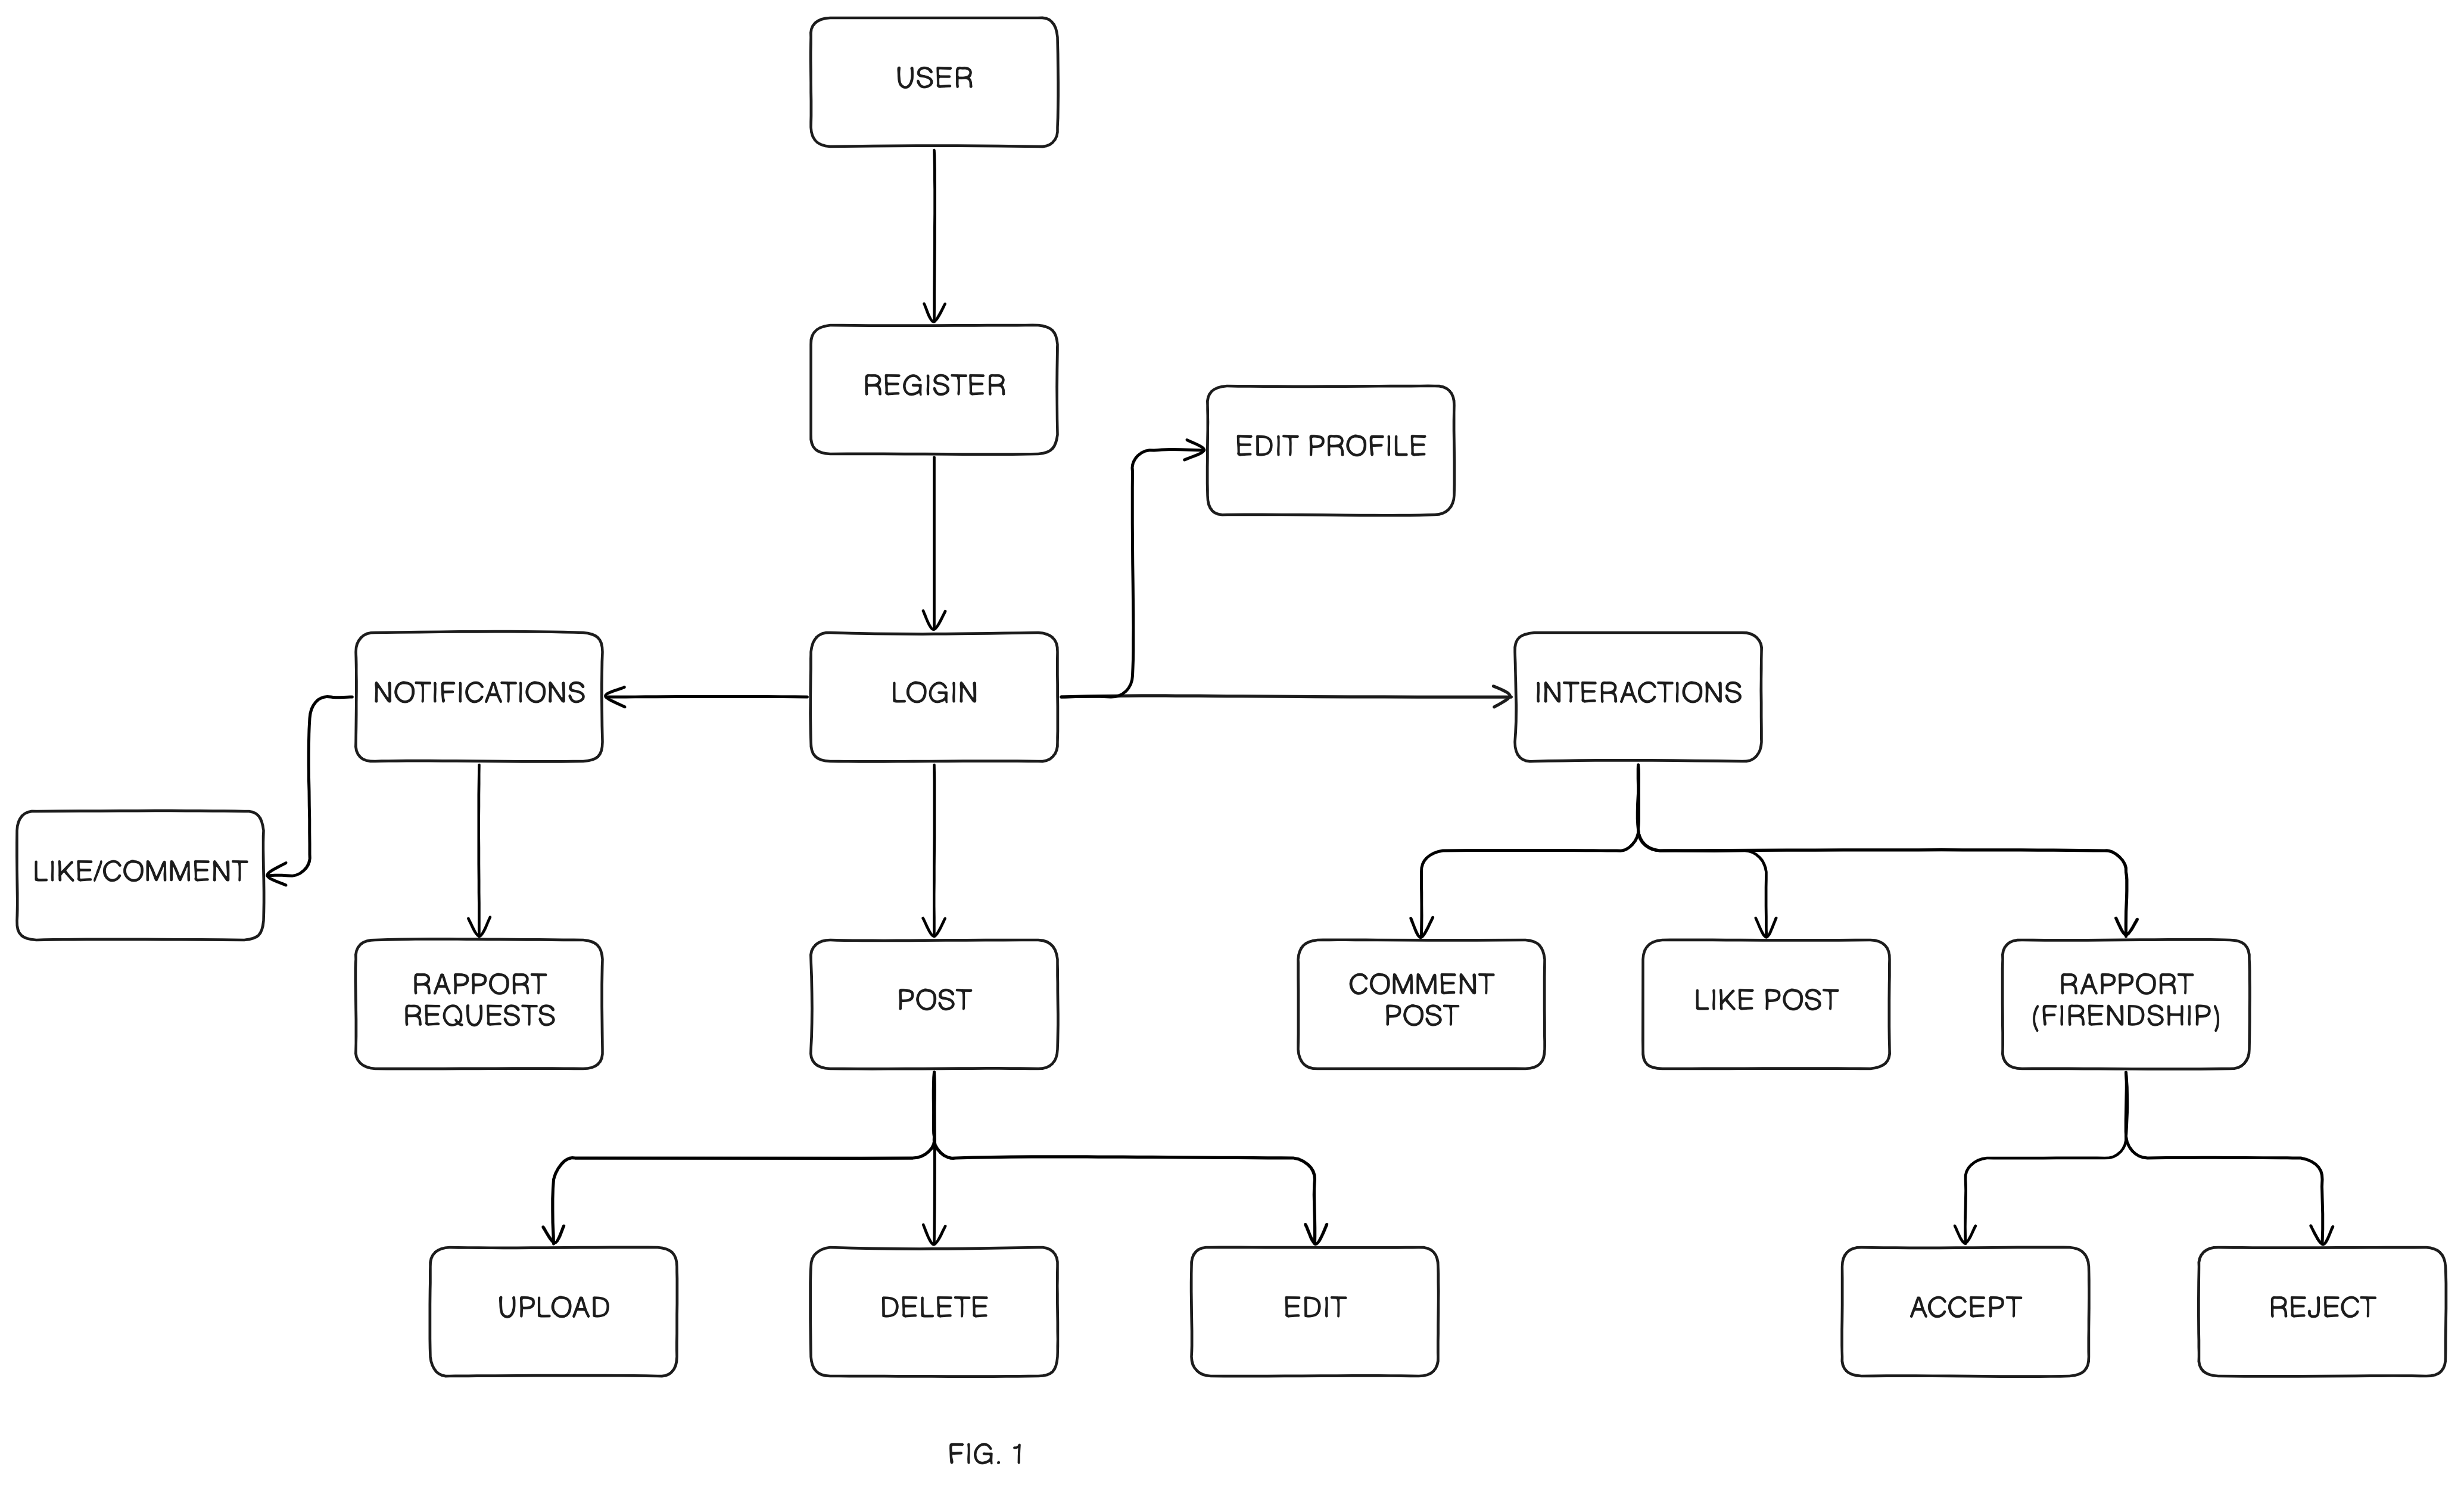 USER
REGISTER
EDIT PROFILE
NOTIFICATIONS
LOGIN
INTERACTIONS
LIKE/COMMENT
RAPPORT
REQUESTS
POST
COMMENT
POST
LIKE POST
RAPPORT
(FIRENDSHIP)
UPLOAD
DELETE
EDIT
ACCEPT
REJECT
FIG. 1